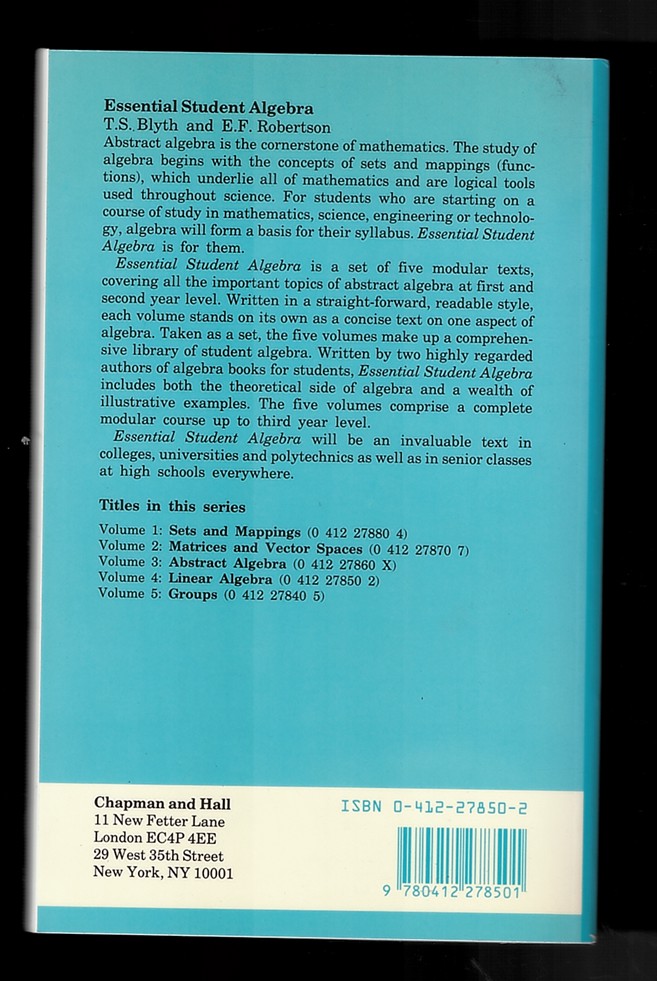 Essential Student Algebra
T.S. Blyth and E.F. Robertson
Abstract algebra is the cornerstone of mathematics. The study of
algebra begins with the concepts of sets and mappings (func-
tions), which underlie all of mathematics and are logical tools
used throughout science. For students who are starting on a
course of study in mathematics, science, engineering or technolo-
gy, algebra will form a basis for their syllabus. Essential Student
Algebra is for them.
Essential Student Algebra is a set of five modular texts,
covering all the important topics of abstract algebra at first and
second year level. Written in a straight-forward, readable style,
each volume stands on its own as a concise text on one aspect of
algebra. Taken as a set, the five volumes make up a comprehen-
sive library of student algebra. Written by two highly regarded
authors of algebra books for students, Essential Student Algebra
includes both the theoretical side of algebra and a wealth of
illustrative examples. The five volumes comprise a complete
modular course up to third year level.
Essential Student Algebra will be an invaluable text in
colleges, universities and polytechnics as well as in senior classes
at high schools everywhere.
Titles in this series
Volume 1: Sets and Mappings (0 412 27880 4)
Volume 2: Matrices and Vector Spaces (0 412 27870 7)
Volume 3: Abstract Algebra (0 412 27860 X)
Volume 4: Linear Algebra (0 412 27850 2)
Volume 5: Groups (0 412 27840 5)
Chapman and Hall
11 New Fetter Lane
London EC4P 4EE
29 West 35th Street
New York, NY 10001
ISBN 0-412-27850-2
9 780412 278501